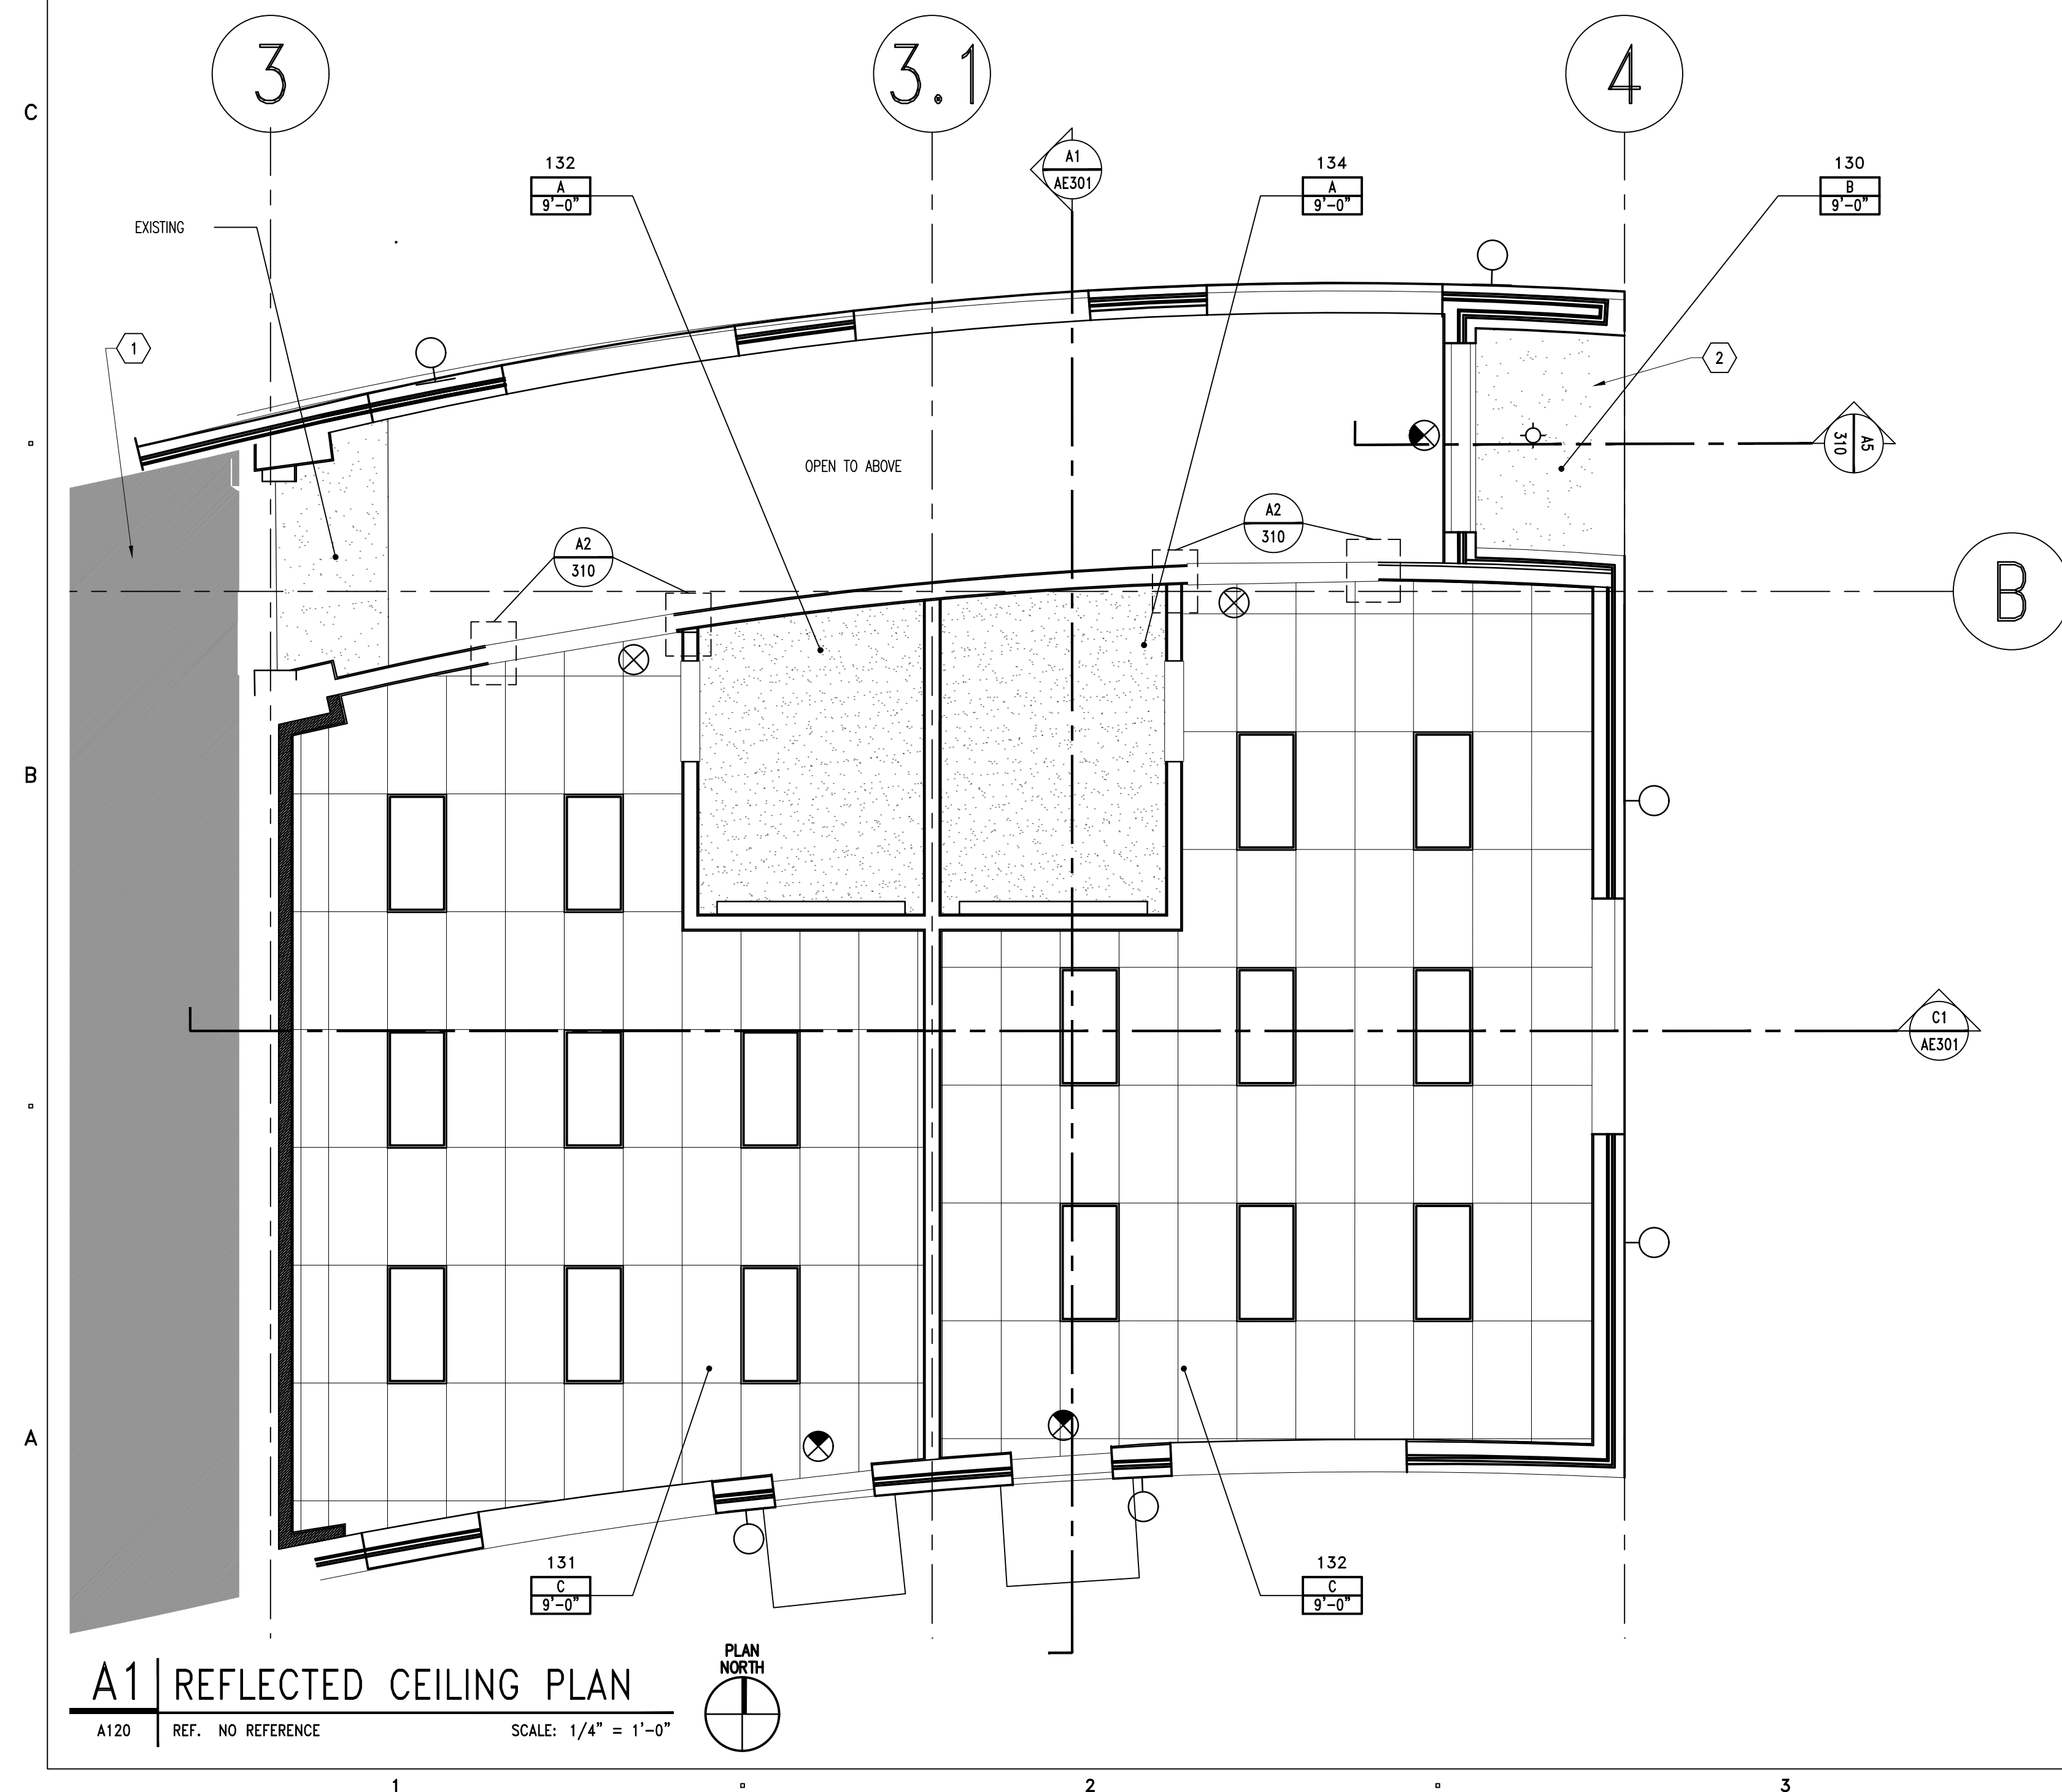 3
3.1
4
C
132
A
9'-0"
A1
AE301
134
A
9'-0"
130
B
9'-0"
EXISTING
1
2
OPEN TO ABOVE
A5
310
A2
310
A2
310
B
B
C1
AE301
A
131
C
9'-0"
132
C
9'-0"
A1
REFLECTED CEILING PLAN
A120
REF. NO REFERENCE
SCALE: 1/4" = 1'-0"
PLAN
NORTH
1
2
3